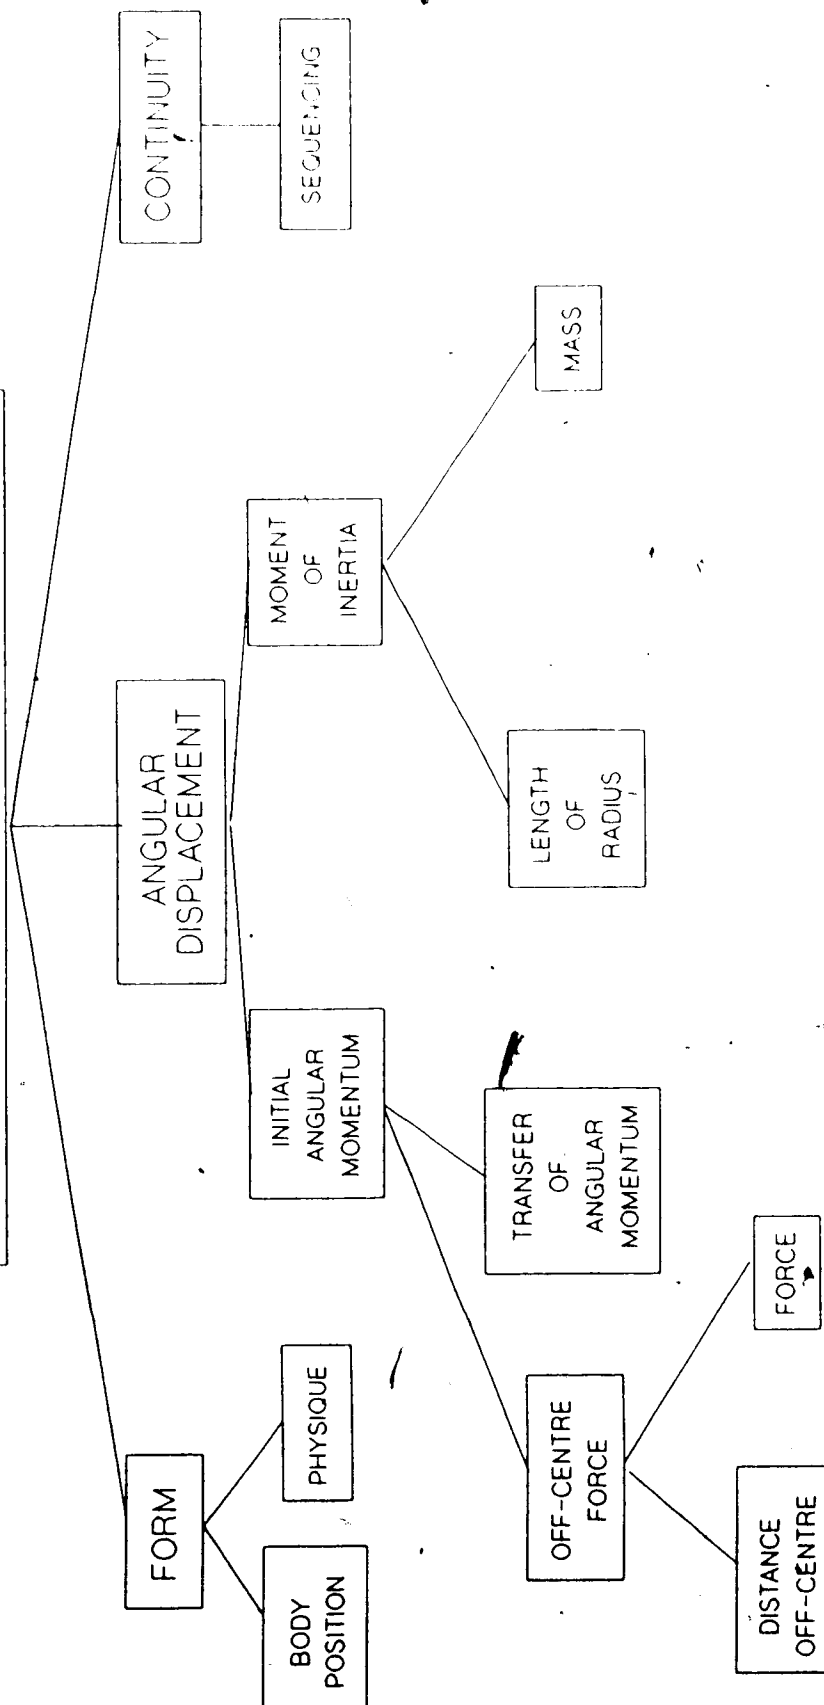 FORM
ANGULAR
DISPLACEMENT
CONTINUITY
BODY
POSITION
PHYSIQUE
INITIAL
ANGULAR
MOMENTUM
MOMENT
OF
INERTIA
SEQUENCING
OFF-CENTRE
FORCE
TRANSFER
OF
ANGULAR
MOMENTUM
LENGTH
OF
RADIUS
MASS
DISTANCE
OFF-CENTRE
FORCE